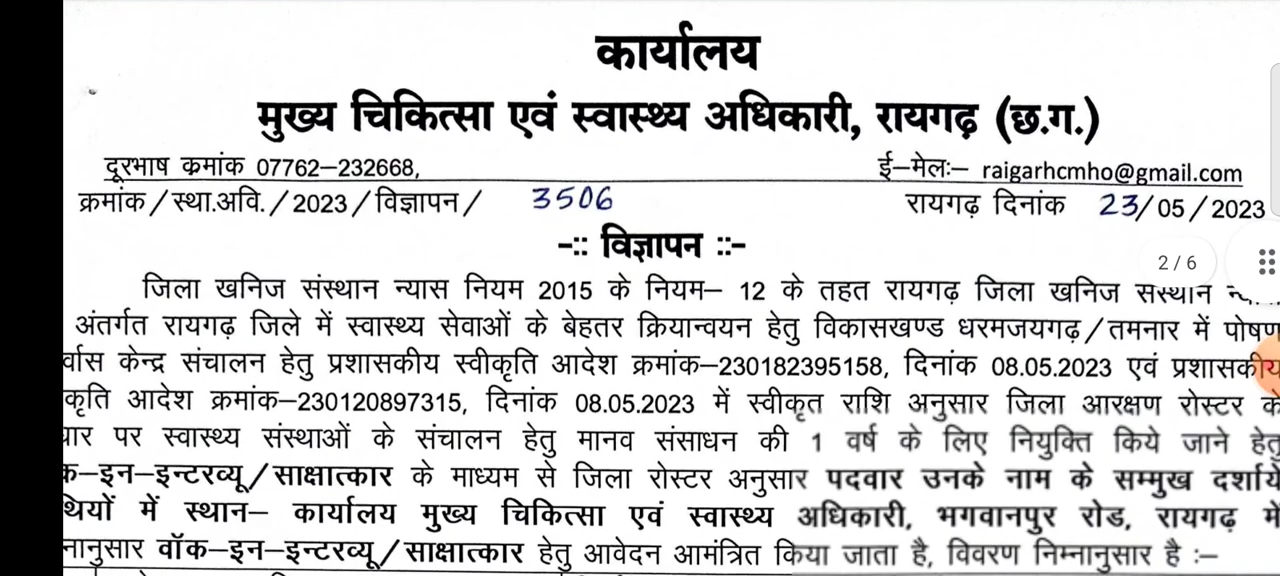 कार्यालय
मुख्य चिकित्सा एवं स्वास्थ्य अधिकारी, रायगढ़ (छ.ग.)
दूरभाष कमांक 07762–232668, ई–मेलः– raigarhcmho@gmail.com
क्रमांक/स्था.अवि./2023/विज्ञापन/ 3506 रायगढ़ दिनांक 23/05/2023
-:: विज्ञापन ::-
2/6
जिला खनिज संस्थान न्यास नियम 2015 के नियम– 12 के तहत रायगढ़ जिला खनिज संस्थान
अंतर्गत रायगढ़ जिले में स्वास्थ्य सेवाओं के बेहतर क्रियान्वयन हेतु विकासखण्ड धरमजयगढ़/तमनार में पोषण
र्वास केन्द्र संचालन हेतु प्रशासकीय स्वीकृति आदेश क्रमांक–230182395158, दिनांक 08.05.2023 एवं प्रशासकीय
कृति आदेश क्रमांक–230120897315, दिनांक 08.05.2023 में स्वीकृत राशि अनुसार जिला आरक्षण रोस्टर के
पर स्वास्थ्य संस्थाओं के संचालन हेतु मानव संसाधन की 1 वर्ष के लिए नियुक्ति किये जाने हेतु
क–इन–इन्टरव्यू/साक्षात्कार के माध्यम से जिला रोस्टर अनुसार पदवार उनके नाम के सम्मुख दर्शाये
थियों में स्थान– कार्यालय मुख्य चिकित्सा एवं स्वास्थ्य अधिकारी, भगवानपुर रोड, रायगढ़ में
नानुसार वॉक–इन–इन्टरव्यू/साक्षात्कार हेतु आवेदन आमंत्रित किया जाता है, विवरण निम्नानुसार है :–